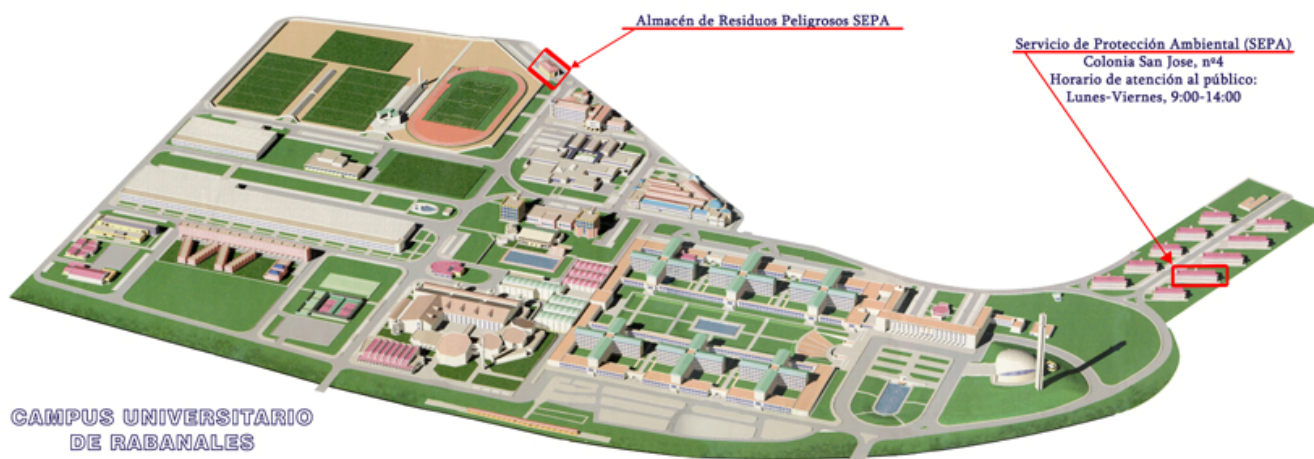 Almacén de Residuos Peligrosos SEPA
Servicio de Protección Ambiental (SEPA)
Colonia San Jose, nº4
Horario de atención al público:
Lunes-Viernes, 9:00-14:00
CAMPUS UNIVERSITARIO
DE RABANALES